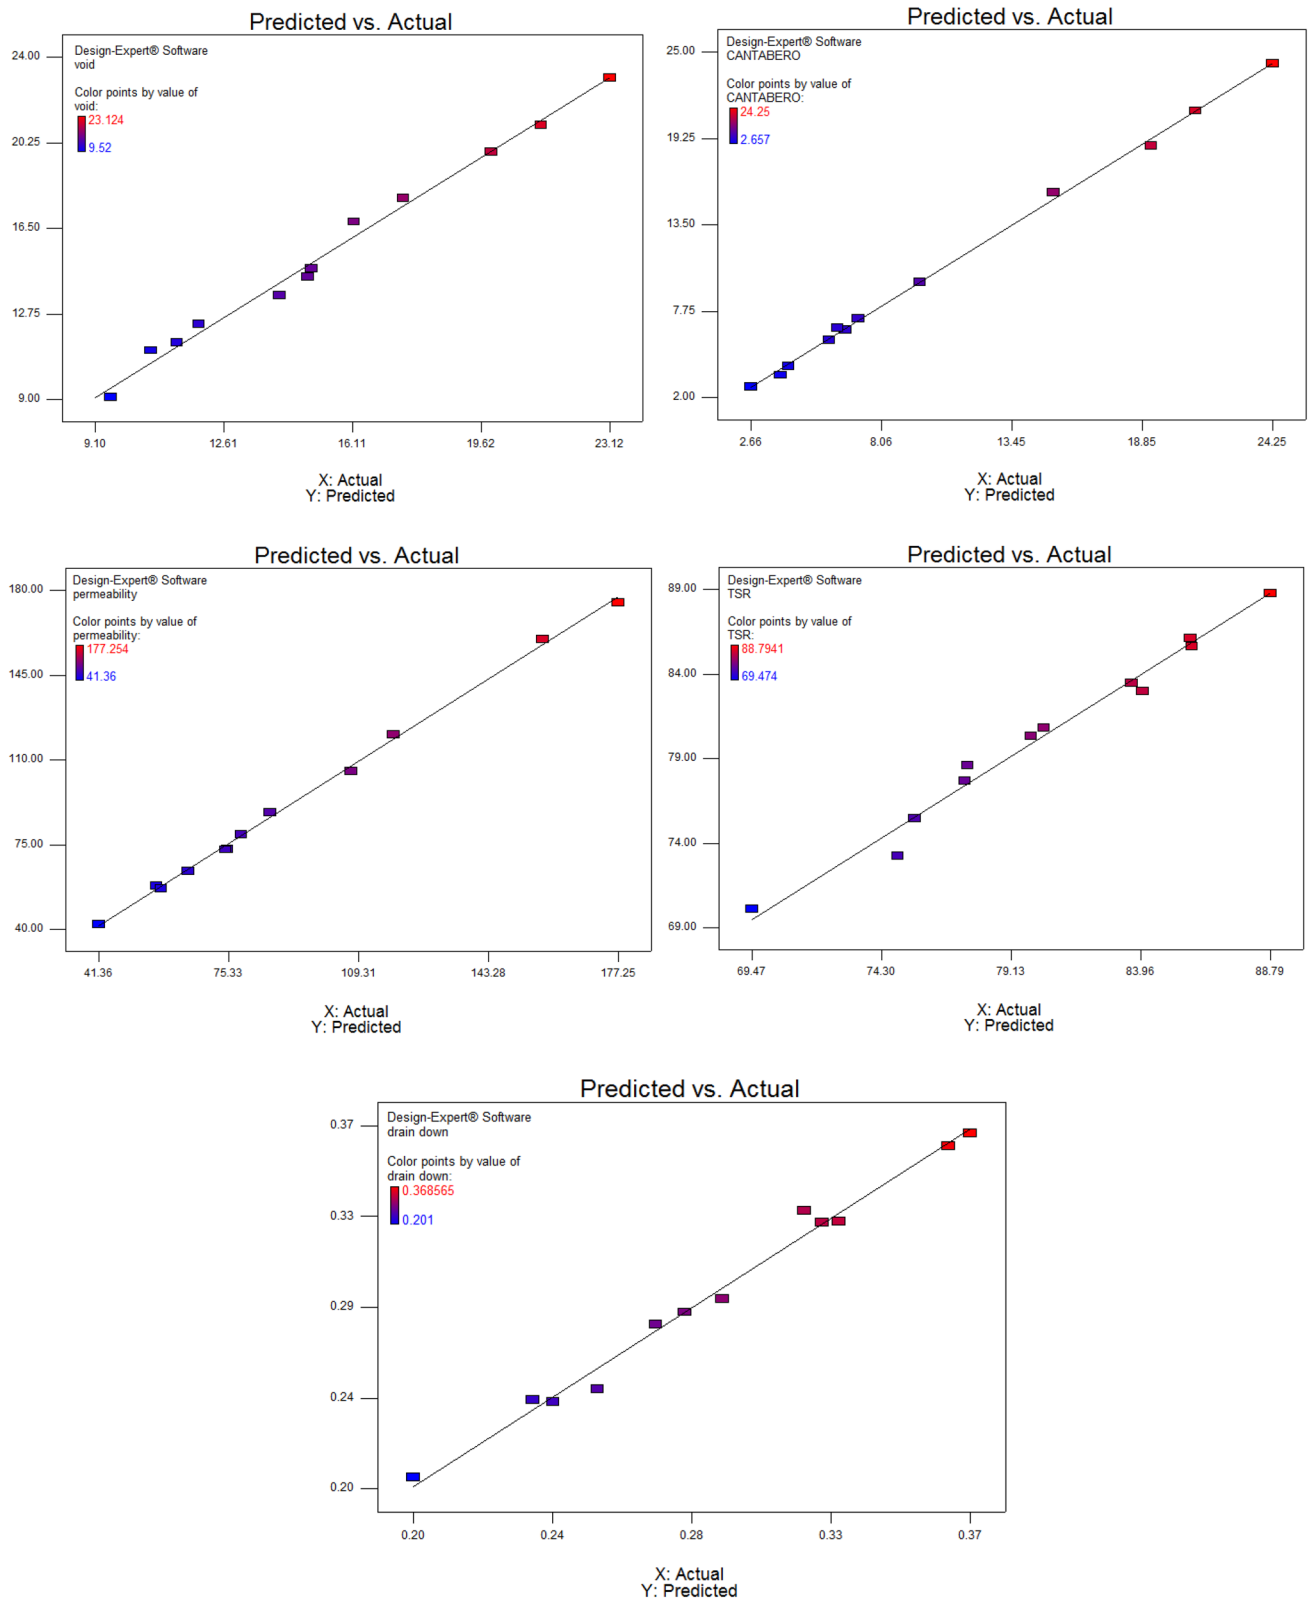 Predicted vs. Actual
Design-Expert® Software
void
Color points by value of
void:
23.124
9.52
24.00
20.25
16.50
12.75
9.00
9.10
12.61
16.11
19.62
23.12
X: Actual
Y: Predicted
Predicted vs. Actual
Design-Expert® Software
CANTABERO
Color points by value of
CANTABERO:
24.25
2.657
25.00
19.25
13.50
7.75
2.00
2.66
8.06
13.45
18.85
24.25
X: Actual
Y: Predicted
Predicted vs. Actual
Design-Expert® Software
permeability
Color points by value of
permeability:
177.254
41.36
180.00
145.00
110.00
75.00
40.00
41.36
75.33
109.31
143.28
177.25
X: Actual
Y: Predicted
Predicted vs. Actual
Design-Expert® Software
TSR
Color points by value of
TSR:
88.7941
69.474
89.00
84.00
79.00
74.00
69.00
69.47
74.30
79.13
83.96
88.79
X: Actual
Y: Predicted
Predicted vs. Actual
Design-Expert® Software
drain down
Color points by value of
drain down:
0.368565
0.201
0.37
0.33
0.29
0.24
0.20
0.20
0.24
0.28
0.33
0.37
X: Actual
Y: Predicted